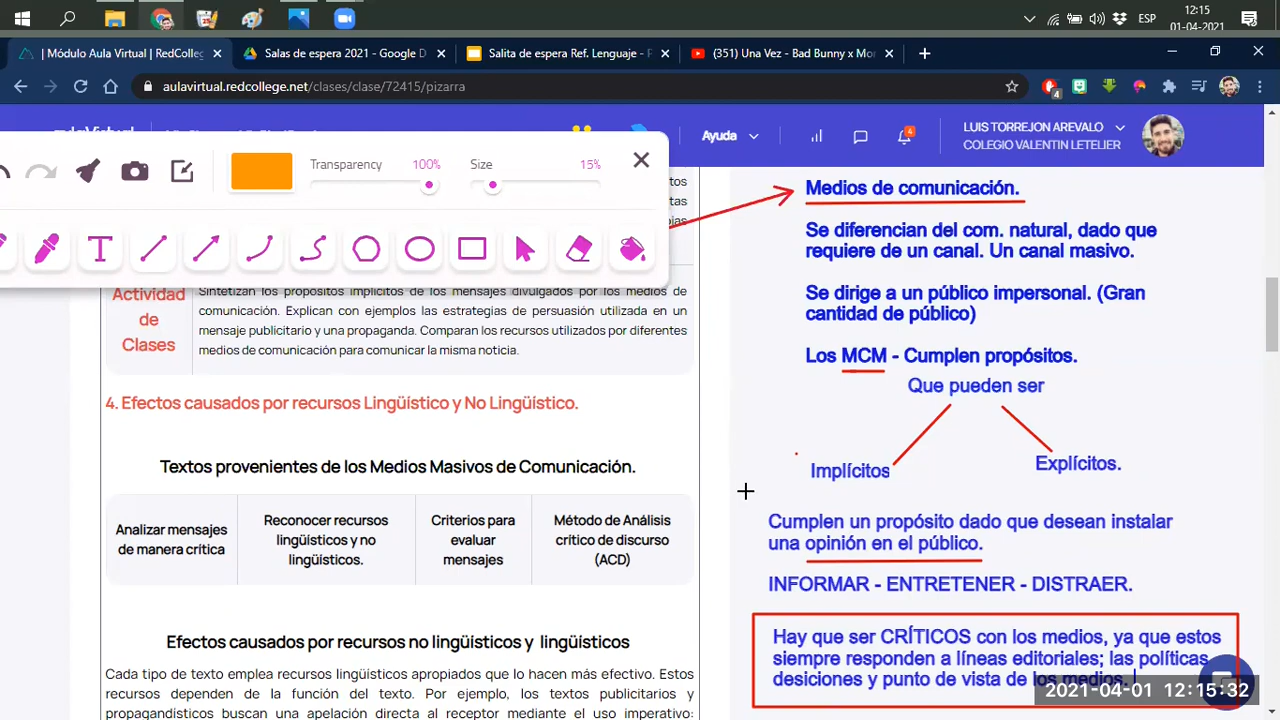 12:15
ESP
01-04-2021
Módulo Aula Virtual | RedColleg
Salas de espera 2021 - Google D
Salita de espera Ref. Lenguaje - P
(351) Una Vez - Bad Bunny x Mor
aulavirtual.redcollege.net/clases/clase/72415/pizarra
4
Ayuda
4
LUIS TORREJON AREVALO
COLEGIO VALENTIN LETELIER
Transparency 100%
Size 15%
T
Actividad
de
Clases
Sintetizan los propósitos implícitos de los mensajes divulgados por los medios de
comunicación. Explican con ejemplos las estrategias de persuasión utilizada en un
mensaje publicitario y una propaganda. Comparan los recursos utilizados por diferentes
medios de comunicación para comunicar la misma noticia.
4. Efectos causados por recursos Lingüístico y No Lingüístico.
Textos provenientes de los Medios Masivos de Comunicación.
Analizar mensajes
de manera crítica
Reconocer recursos
lingüísticos y no
lingüísticos.
Criterios para
evaluar
mensajes
Método de Análisis
crítico de discurso
(ACD)
Efectos causados por recursos no lingüísticos y lingüísticos
Cada tipo de texto emplea recursos lingüísticos apropiados que lo hacen más efectivo. Estos
recursos dependen de la función del texto. Por ejemplo, los textos publicitarios y
propagandísticos buscan una apelación directa al receptor mediante el uso imperativo:
Medios de comunicación.
Se diferencian del com. natural, dado que
requiere de un canal. Un canal masivo.
Se dirige a un público impersonal. (Gran
cantidad de público)
Los MCM - Cumplen propósitos.
Que pueden ser
Implícitos
Explícitos.
Cumplen un propósito dado que desean instalar
una opinión en el público.
INFORMAR - ENTRETENER - DISTRAER.
Hay que ser CRÍTICOS con los medios, ya que estos
siempre responden a líneas editoriales; las políticas
desiciones y punto de vista de los medios.
2021-04-01 12:15:32